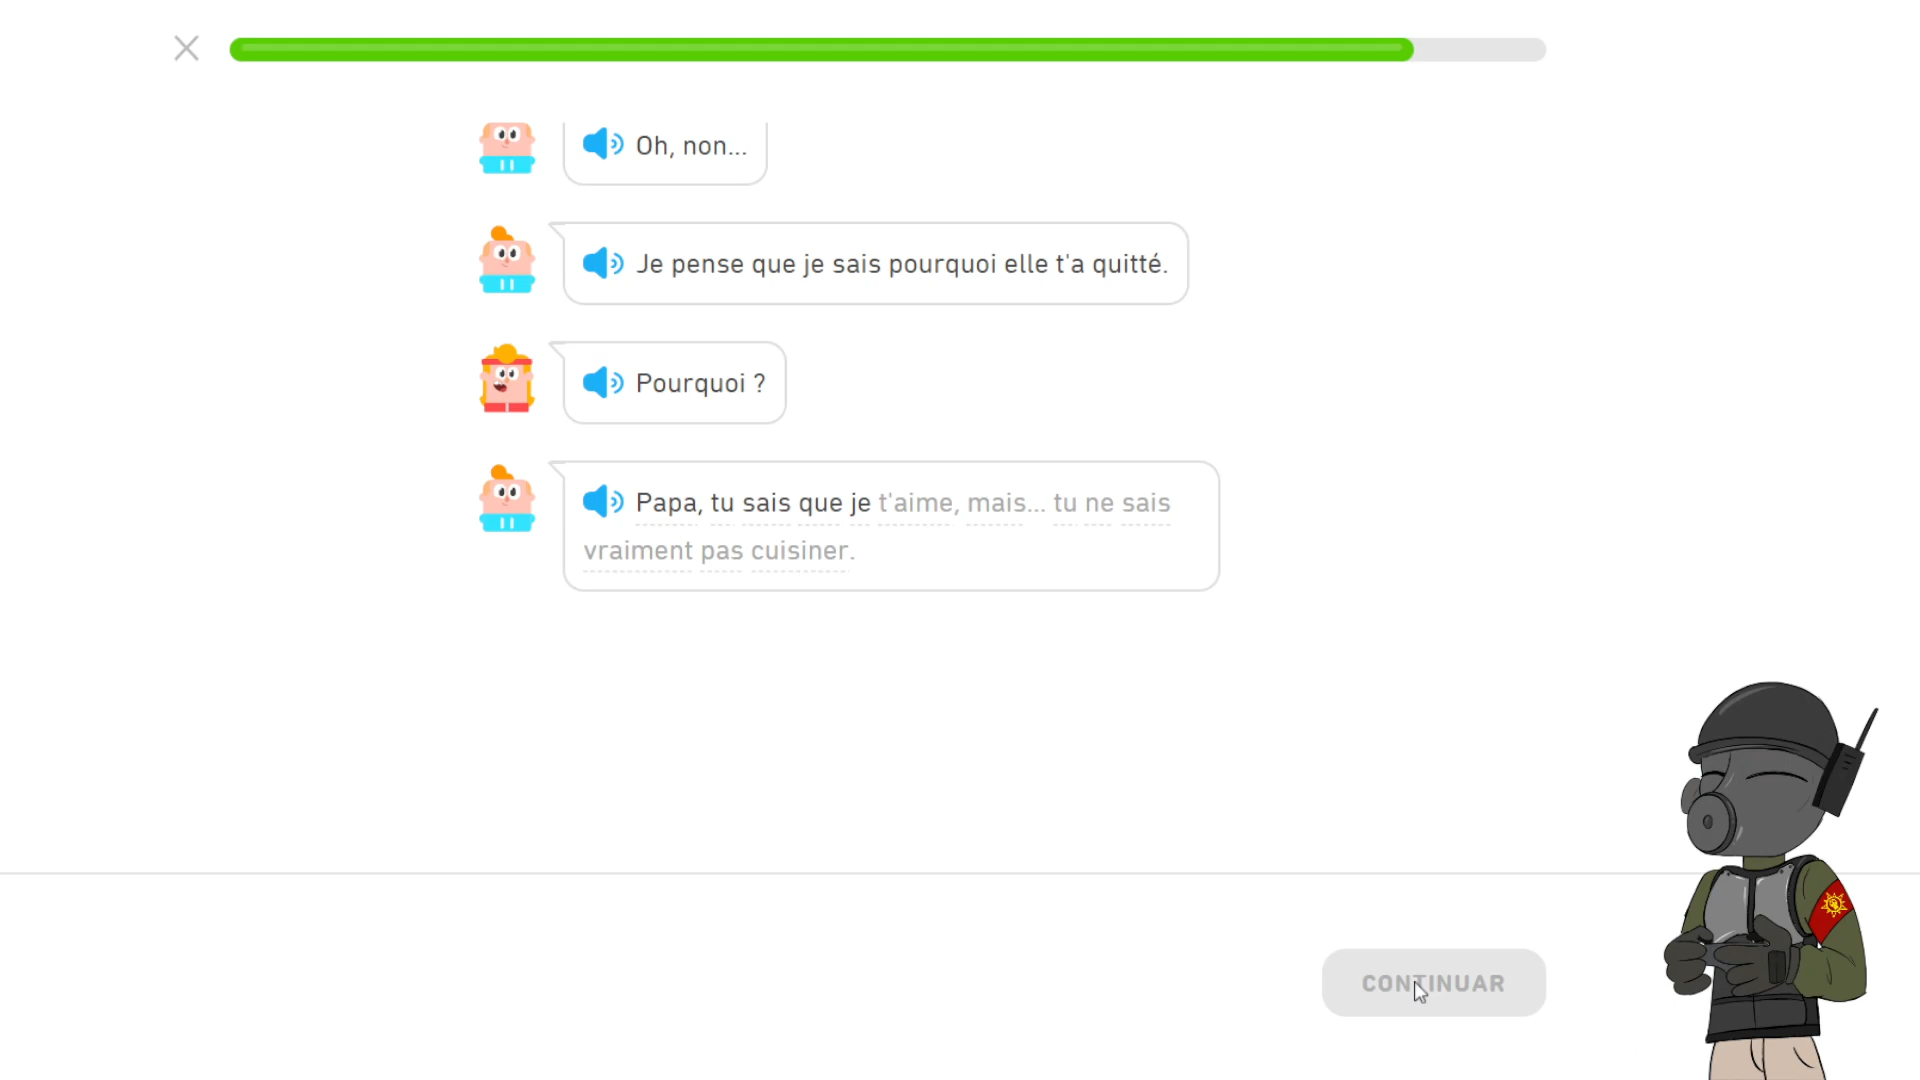 Oh, non...
Je pense que je sais pourquoi elle t'a quitté.
Pourquoi ?
Papa, tu sais que je t'aime, mais... tu ne sais
vraiment pas cuisiner.
CONTINUAR